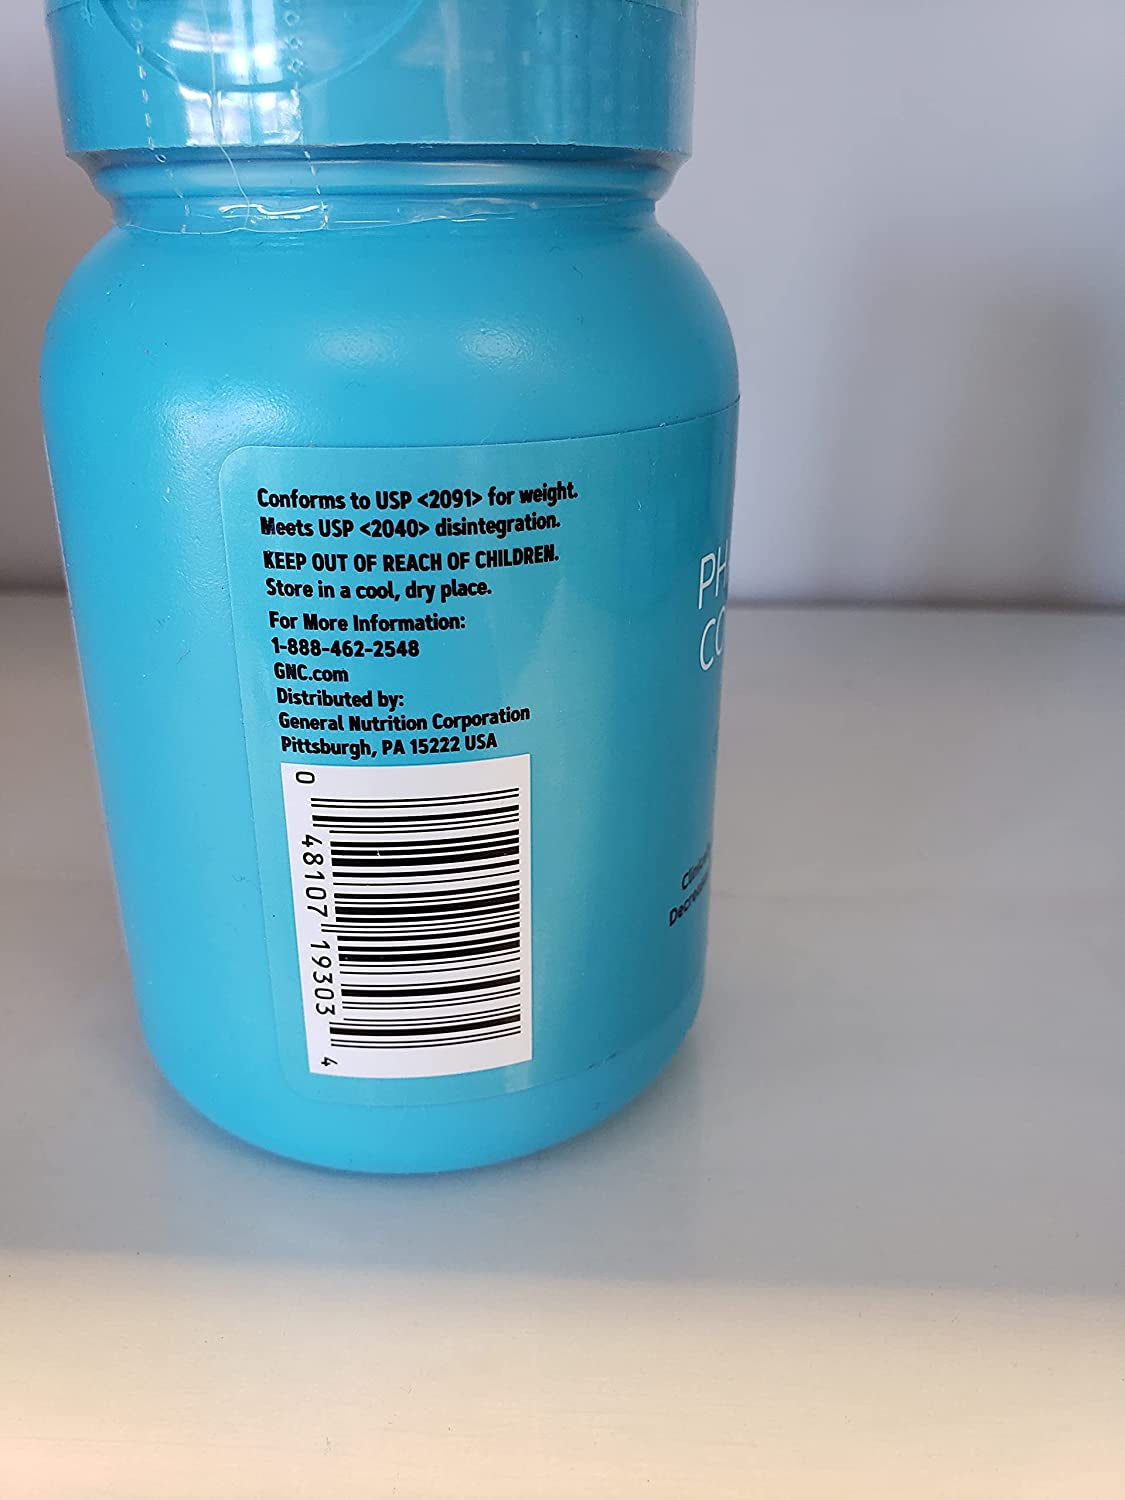 Conforms to USP <2091> for weight.
Meets USP <2040> disintegration.
KEEP OUT OF REACH OF CHILDREN.
Store in a cool, dry place.
For More Information:
1-888-462-2548
GNC.com
Distributed by:
General Nutrition Corporation
Pittsburgh, PA 15222 USA
0 48107 19303 4